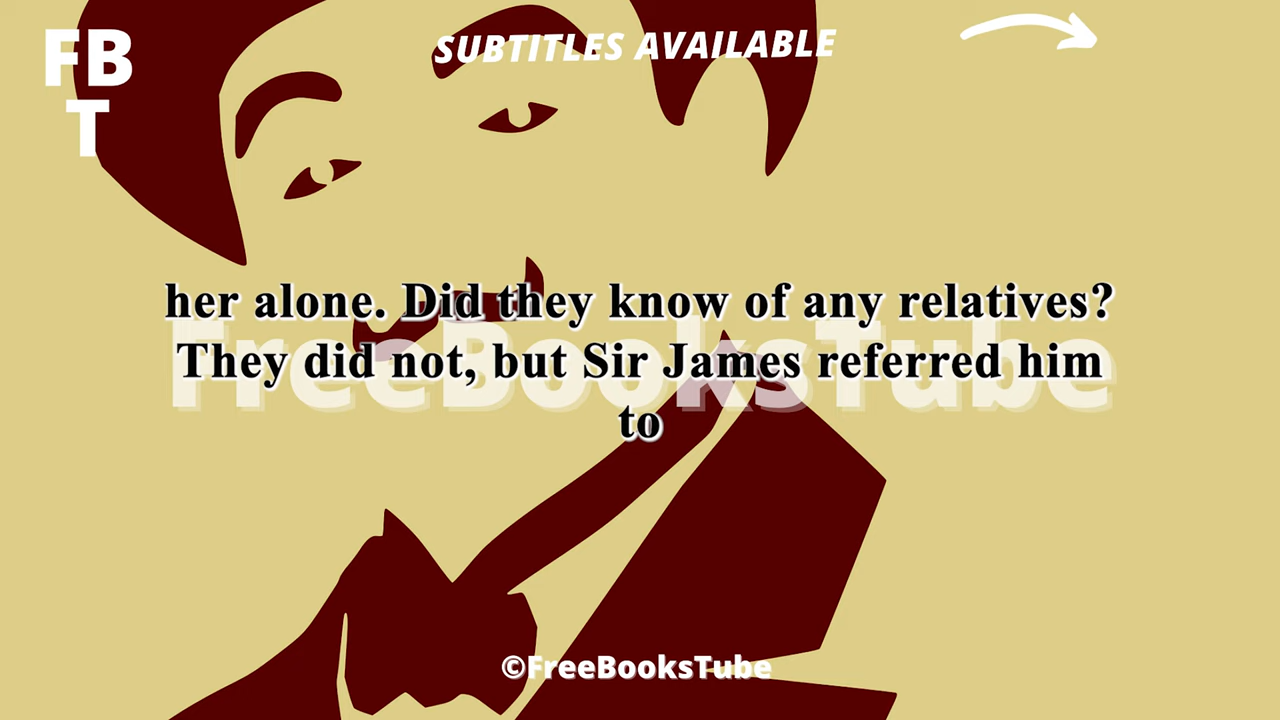 FB
T
SUBTITLES AVAILABLE
her alone. Did they know of any relatives?
They did not, but Sir James referred him
to
FreeBooksTube
©FreeBooksTube